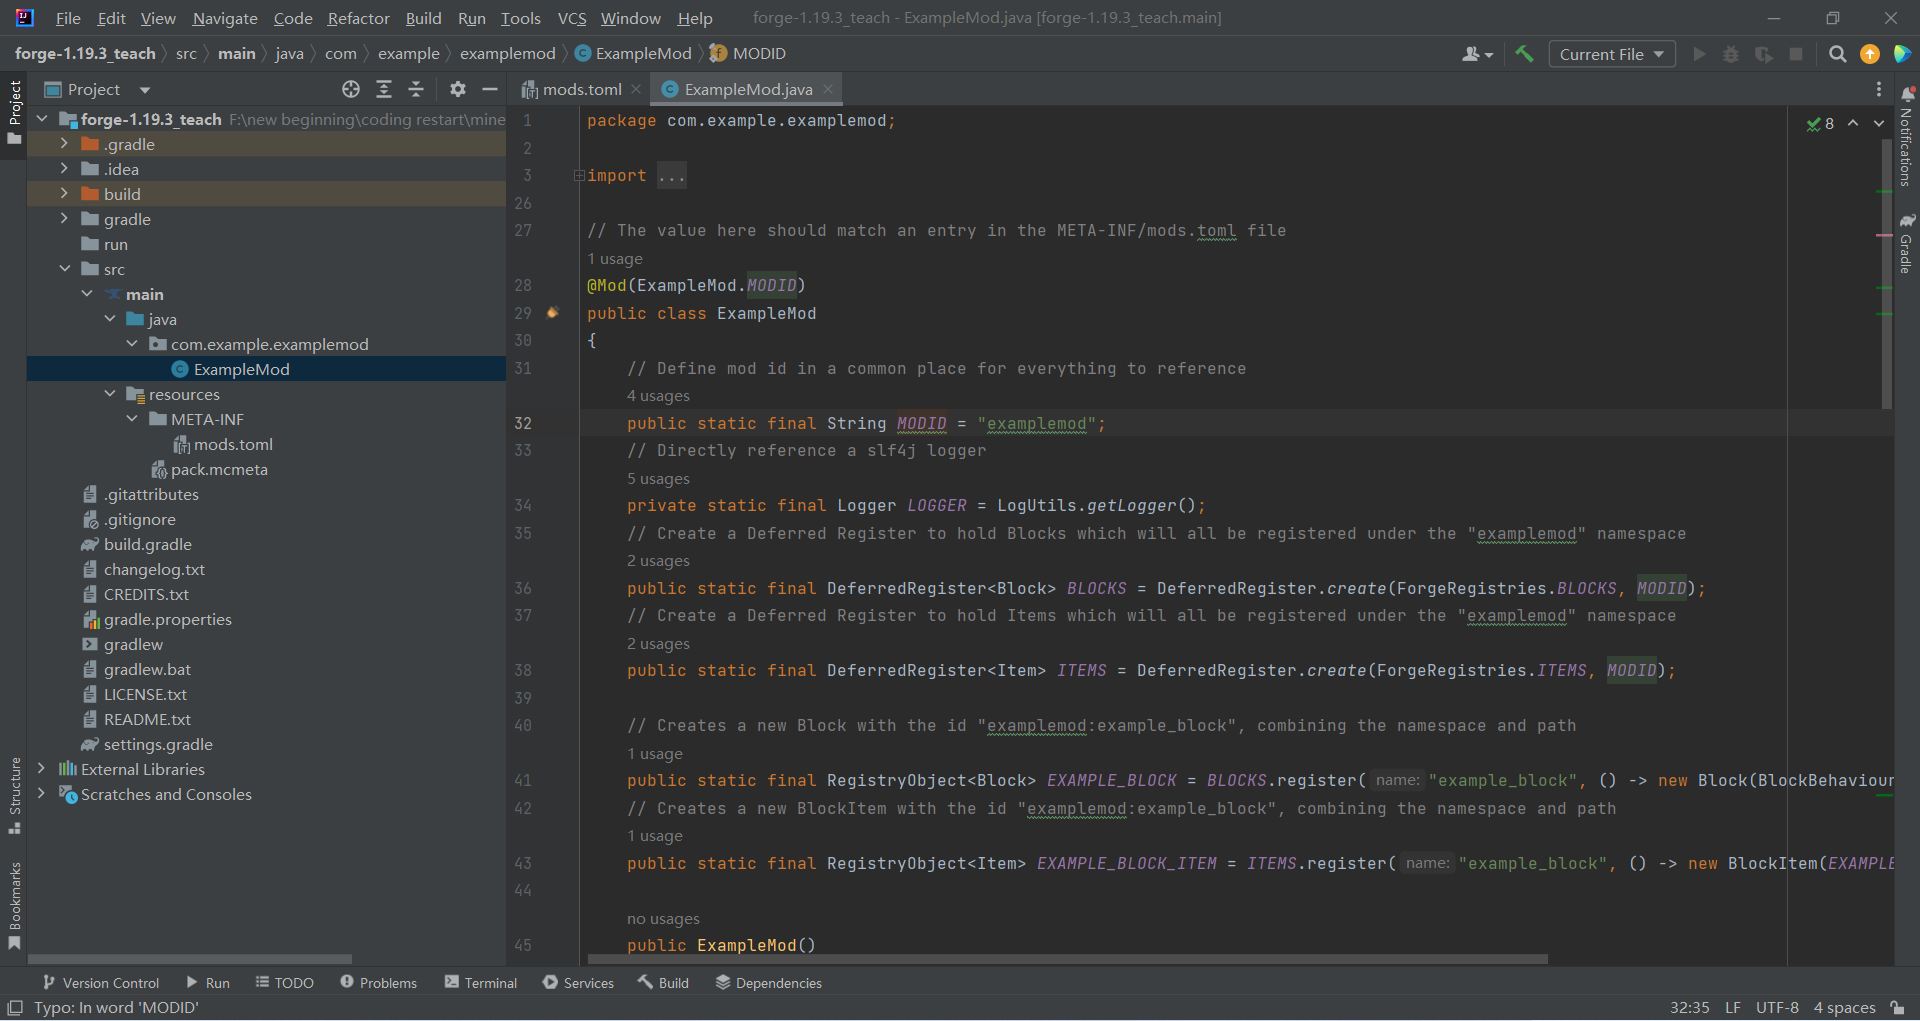 File Edit View Navigate Code Refactor Build Run Tools VCS Window Help forge-1.19.3_teach - ExampleMod.java [forge-1.19.3_teach.main]
forge-1.19.3_teach src main java com example examplemod ExampleMod MODID Current File
Project
mods.toml ExampleMod.java
Project
Structure
Bookmarks
forge-1.19.3_teach F:\new beginning\coding restart\mine
.gradle
.idea
build
gradle
run
src
main
java
com.example.examplemod
ExampleMod
resources
META-INF
mods.toml
pack.mcmeta
.gitattributes
.gitignore
build.gradle
changelog.txt
CREDITS.txt
gradle.properties
gradlew
gradlew.bat
LICENSE.txt
README.txt
settings.gradle
External Libraries
Scratches and Consoles
1 package com.example.examplemod;
2
3 import ...
26
27 // The value here should match an entry in the META-INF/mods.toml file
1 usage
28 @Mod(ExampleMod.MODID)
29 public class ExampleMod
30 {
31 // Define mod id in a common place for everything to reference
4 usages
32 public static final String MODID = "examplemod";
33 // Directly reference a slf4j logger
5 usages
34 private static final Logger LOGGER = LogUtils.getLogger();
35 // Create a Deferred Register to hold Blocks which will all be registered under the "examplemod" namespace
2 usages
36 public static final DeferredRegister<Block> BLOCKS = DeferredRegister.create(ForgeRegistries.BLOCKS, MODID);
37 // Create a Deferred Register to hold Items which will all be registered under the "examplemod" namespace
2 usages
38 public static final DeferredRegister<Item> ITEMS = DeferredRegister.create(ForgeRegistries.ITEMS, MODID);
39
40 // Creates a new Block with the id "examplemod:example_block", combining the namespace and path
1 usage
41 public static final RegistryObject<Block> EXAMPLE_BLOCK = BLOCKS.register( name: "example_block", () -> new Block(BlockBehaviour
42 // Creates a new BlockItem with the id "examplemod:example_block", combining the namespace and path
1 usage
43 public static final RegistryObject<Item> EXAMPLE_BLOCK_ITEM = ITEMS.register( name: "example_block", () -> new BlockItem(EXAMPLE
44
no usages
45 public ExampleMod()
8
Notifications
Gradle
Version Control Run TODO Problems Terminal Services Build Dependencies
Typo: In word 'MODID' 32:35 LF UTF-8 4 spaces